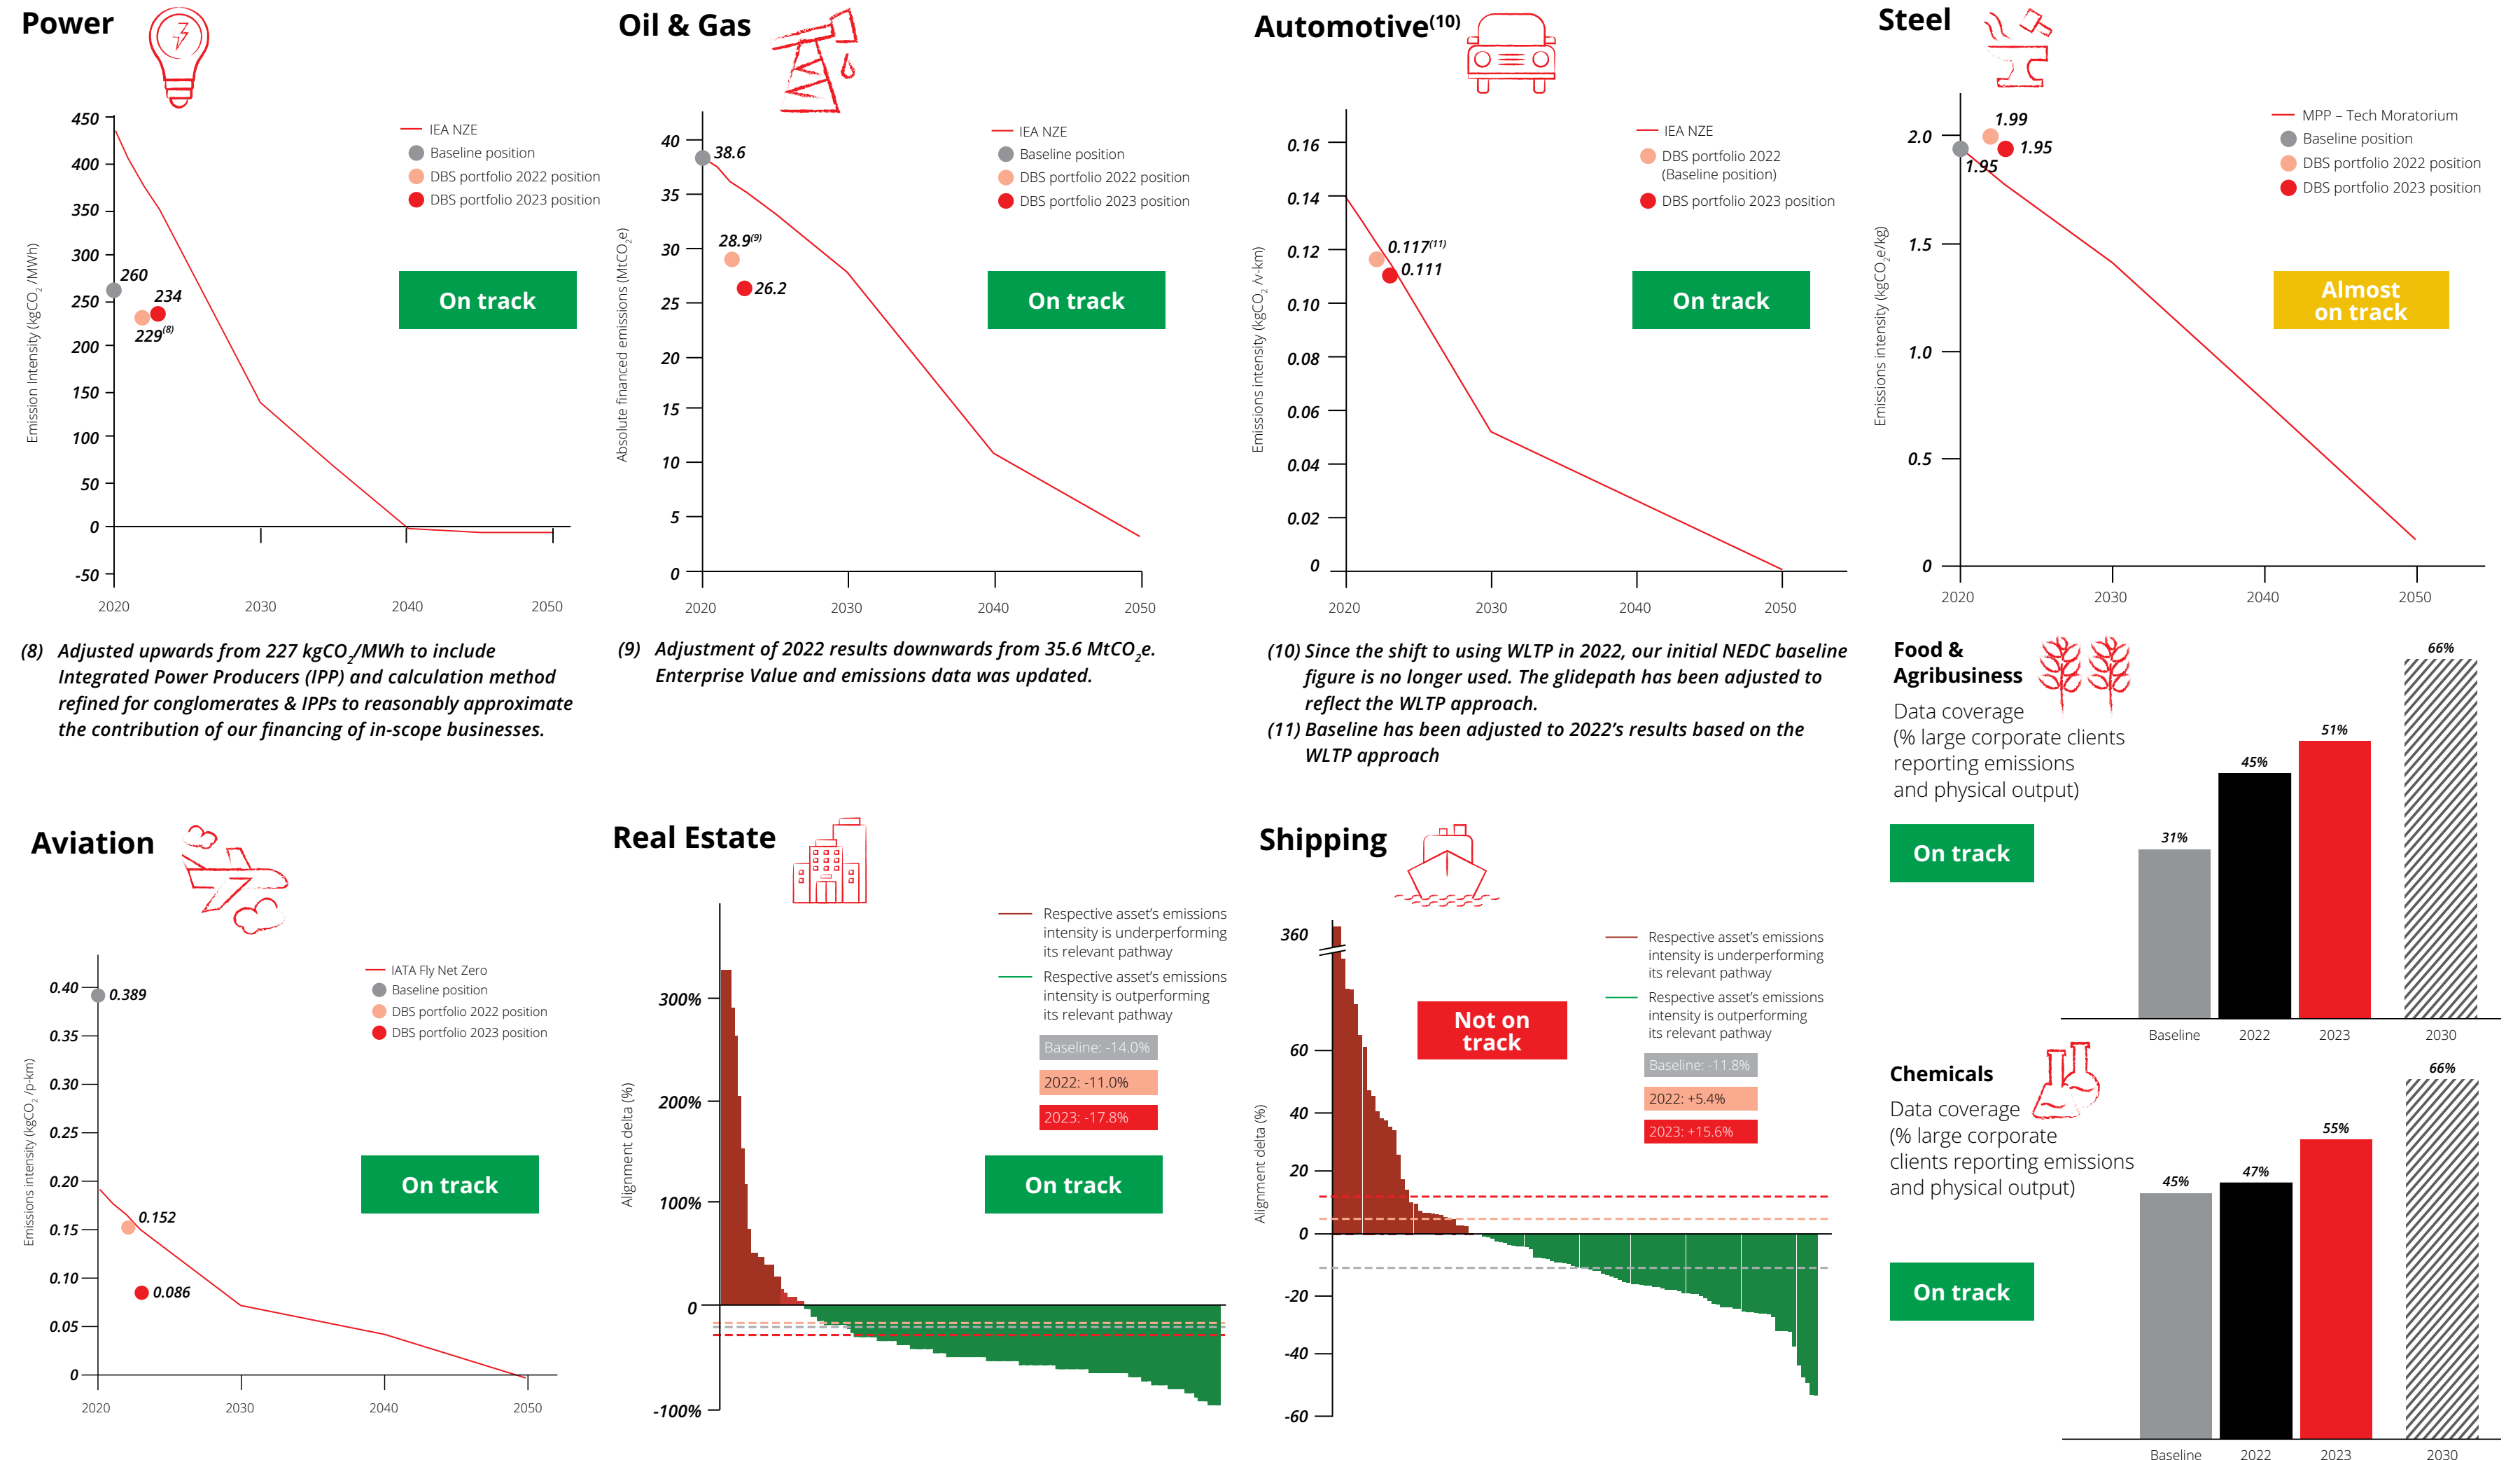 Power
Emission Intensity (kgCO2 /MWh)
450
400
350
300
250
200
150
100
50
0
-50
2020
2030
2040
2050
260
234
229(8)
IEA NZE
Baseline position
DBS portfolio 2022 position
DBS portfolio 2023 position
On track
(8) Adjusted upwards from 227 kgCO2/MWh to include
Integrated Power Producers (IPP) and calculation method
refined for conglomerates & IPPs to reasonably approximate
the contribution of our financing of in-scope businesses.
Oil & Gas
Absolute financed emissions (MtCO2e)
40
35
30
25
20
15
10
5
0
2020
2030
2040
2050
38.6
28.9(9)
26.2
IEA NZE
Baseline position
DBS portfolio 2022 position
DBS portfolio 2023 position
On track
(9) Adjustment of 2022 results downwards from 35.6 MtCO2e.
Enterprise Value and emissions data was updated.
Automotive(10)
Emissions intensity (kgCO2 /v-km)
0.16
0.14
0.12
0.10
0.08
0.06
0.04
0.02
0
2020
2030
2040
2050
0.117(11)
0.111
IEA NZE
DBS portfolio 2022
(Baseline position)
DBS portfolio 2023 position
On track
(10) Since the shift to using WLTP in 2022, our initial NEDC baseline
figure is no longer used. The glidepath has been adjusted to
reflect the WLTP approach.
(11) Baseline has been adjusted to 2022’s results based on the
WLTP approach
Steel
Emissions intensity (kgCO2e/kg)
2.0
1.5
1.0
0.5
0
2020
2030
2040
2050
1.99
1.95
1.95
MPP – Tech Moratorium
Baseline position
DBS portfolio 2022 position
DBS portfolio 2023 position
Almost
on track
Food &
Agribusiness
Data coverage
(% large corporate clients
reporting emissions
and physical output)
On track
31%
45%
51%
66%
Baseline
2022
2023
2030
Aviation
Emissions intensity (kgCO2 /p-km)
0.40
0.35
0.30
0.25
0.20
0.15
0.10
0.05
0
2020
2030
2040
2050
0.389
0.152
0.086
IATA Fly Net Zero
Baseline position
DBS portfolio 2022 position
DBS portfolio 2023 position
On track
Real Estate
Alignment delta (%)
300%
200%
100%
0
-100%
Respective asset’s emissions
intensity is underperforming
its relevant pathway
Respective asset’s emissions
intensity is outperforming
its relevant pathway
Baseline: -14.0%
2022: -11.0%
2023: -17.8%
On track
Shipping
Alignment delta (%)
360
60
40
20
0
-20
-40
-60
Not on
track
Respective asset’s emissions
intensity is underperforming
its relevant pathway
Respective asset’s emissions
intensity is outperforming
its relevant pathway
Baseline: -11.8%
2022: +5.4%
2023: +15.6%
Chemicals
Data coverage
(% large corporate
clients reporting emissions
and physical output)
On track
45%
47%
55%
66%
Baseline
2022
2023
2030